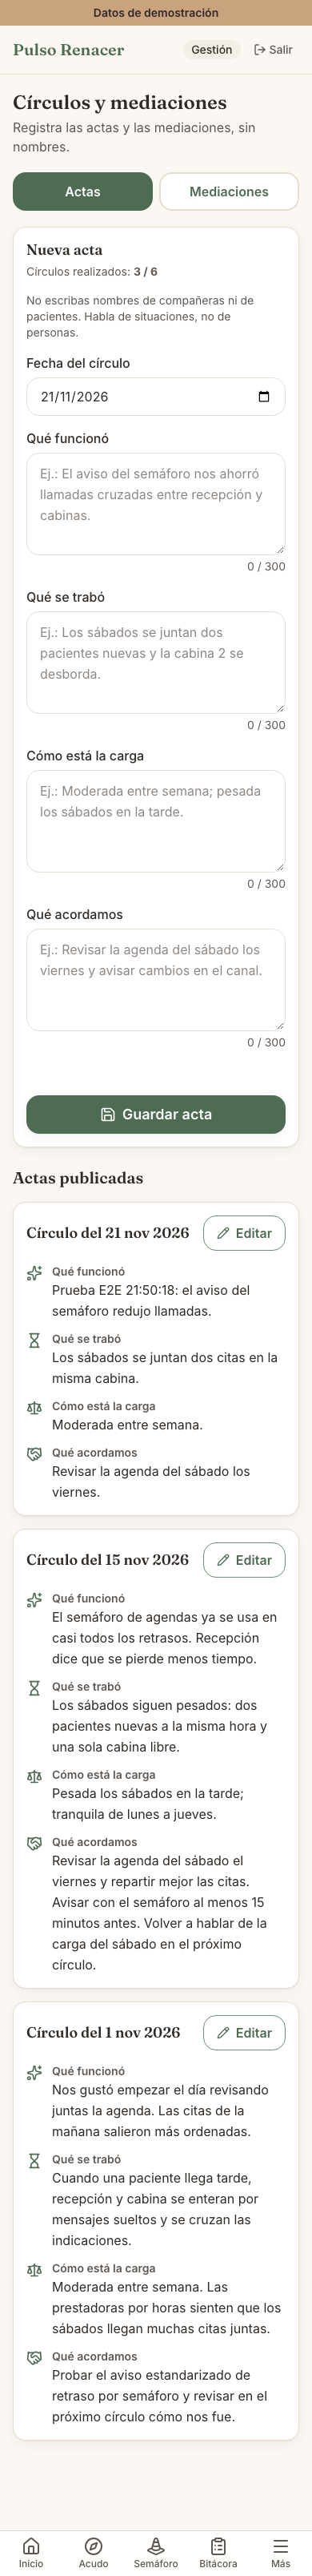 Datos de demostración
Pulso Renacer
Gestión
Salir
Círculos y mediaciones
Registra las actas y las mediaciones, sin
nombres.
Actas
Mediaciones
Nueva acta
Círculos realizados: 3 / 6
No escribas nombres de compañeras ni de
pacientes. Habla de situaciones, no de
personas.
Fecha del círculo
21/11/2026
Qué funcionó
Ej.: El aviso del semáforo nos ahorró
llamadas cruzadas entre recepción y
cabinas.
0 / 300
Qué se trabó
Ej.: Los sábados se juntan dos
pacientes nuevas y la cabina 2 se
desborda.
0 / 300
Cómo está la carga
Ej.: Moderada entre semana; pesada
los sábados en la tarde.
0 / 300
Qué acordamos
Ej.: Revisar la agenda del sábado los
viernes y avisar cambios en el canal.
0 / 300
Guardar acta
Actas publicadas
Círculo del 21 nov 2026
Editar
Qué funcionó
Prueba E2E 21:50:18: el aviso del
semáforo redujo llamadas.
Qué se trabó
Los sábados se juntan dos citas en la
misma cabina.
Cómo está la carga
Moderada entre semana.
Qué acordamos
Revisar la agenda del sábado los
viernes.
Círculo del 15 nov 2026
Editar
Qué funcionó
El semáforo de agendas ya se usa en
casi todos los retrasos. Recepción
dice que se pierde menos tiempo.
Qué se trabó
Los sábados siguen pesados: dos
pacientes nuevas a la misma hora y
una sola cabina libre.
Cómo está la carga
Pesada los sábados en la tarde;
tranquila de lunes a jueves.
Qué acordamos
Revisar la agenda del sábado el
viernes y repartir mejor las citas.
Avisar con el semáforo al menos 15
minutos antes. Volver a hablar de la
carga del sábado en el próximo
círculo.
Círculo del 1 nov 2026
Editar
Qué funcionó
Nos gustó empezar el día revisando
juntas la agenda. Las citas de la
mañana salieron más ordenadas.
Qué se trabó
Cuando una paciente llega tarde,
recepción y cabina se enteran por
mensajes sueltos y se cruzan las
indicaciones.
Cómo está la carga
Moderada entre semana. Las
prestadoras por horas sienten que los
sábados llegan muchas citas juntas.
Qué acordamos
Probar el aviso estandarizado de
retraso por semáforo y revisar en el
próximo círculo cómo nos fue.
Inicio
Acudo
Semáforo
Bitácora
Más